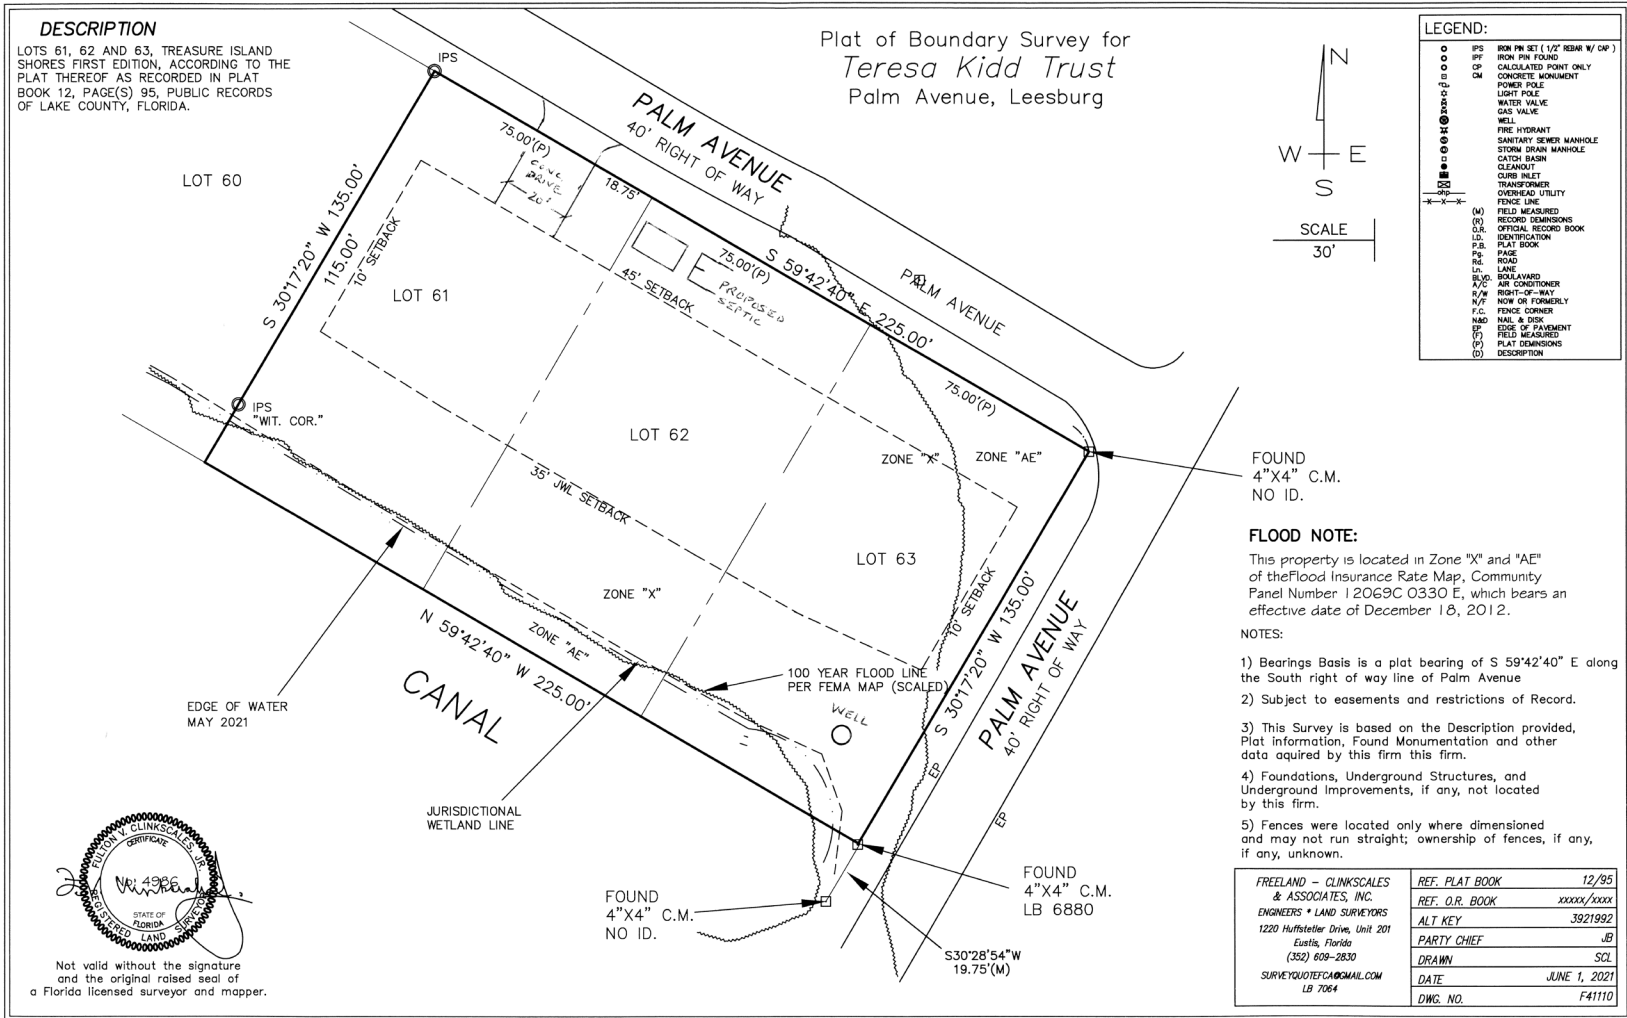 DESCRIPTION
LOTS 61, 62 AND 63, TREASURE ISLAND
SHORES FIRST EDITION, ACCORDING TO THE
PLAT THEREOF AS RECORDED IN PLAT
BOOK 12, PAGE(S) 95, PUBLIC RECORDS
OF LAKE COUNTY, FLORIDA.
Plat of Boundary Survey for
Teresa Kidd Trust
Palm Avenue, Leesburg
N
W E
S
SCALE
30'
LEGEND:
IPS IRON PIN SET ( 1/2" REBAR W/ CAP )
IPF IRON PIN FOUND
CP CALCULATED POINT ONLY
CM CONCRETE MONUMENT
POWER POLE
LIGHT POLE
WATER VALVE
GAS VALVE
WELL
FIRE HYDRANT
SANITARY SEWER MANHOLE
STORM DRAIN MANHOLE
CATCH BASIN
CLEANOUT
CURB INLET
TRANSFORMER
ohp OVERHEAD UTILITY
X X FENCE LINE
(M) FIELD MEASURED
(R) RECORD DEMINSIONS
O.R. OFFICIAL RECORD BOOK
I.D. IDENTIFICATION
P.B. PLAT BOOK
Pg. PAGE
Rd. ROAD
Ln. LANE
BLVD. BOULAVARD
A/C AIR CONDITIONER
R/W RIGHT-OF-WAY
N/F NOW OR FORMERLY
F.C. FENCE CORNER
N&D NAIL & DISK
EP EDGE OF PAVEMENT
(F) FIELD MEASURED
(P) PLAT DEMINSIONS
(D) DESCRIPTION
IPS
PALM AVENUE
40' RIGHT OF WAY
75.00'(P)
CONC
DRIVE
20'
18.75'
LOT 60
S 30°17'20" W 135.00'
115.00'
10' SETBACK
LOT 61
45' SETBACK
75.00'(P)
PROPOSED
SEPTIC
S 59°42'40" E 225.00'
PALM AVENUE
75.00'(P)
IPS
"WIT. COR."
LOT 62
ZONE "X"
ZONE "AE"
FOUND
4"X4" C.M.
NO ID.
35' JWL SETBACK
LOT 63
10' SETBACK
ZONE "X"
ZONE "AE"
N 59°42'40" W 225.00'
CANAL
S 30°17'20" W 135.00'
PALM AVENUE
40' RIGHT OF WAY
100 YEAR FLOOD LINE
PER FEMA MAP (SCALED)
WELL
EDGE OF WATER
MAY 2021
EP
EP
JURISDICTIONAL
WETLAND LINE
FOUND
4"X4" C.M.
NO ID.
FOUND
4"X4" C.M.
LB 6880
S30°28'54"W
19.75'(M)
FLOOD NOTE:
This property is located in Zone "X" and "AE"
of theFlood Insurance Rate Map, Community
Panel Number 12069C 0330 E, which bears an
effective date of December 18, 2012.
NOTES:
1) Bearings Basis is a plat bearing of S 59°42'40" E along
the South right of way line of Palm Avenue
2) Subject to easements and restrictions of Record.
3) This Survey is based on the Description provided,
Plat information, Found Monumentation and other
data aquired by this firm this firm.
4) Foundations, Underground Structures, and
Underground Improvements, if any, not located
by this firm.
5) Fences were located only where dimensioned
and may not run straight; ownership of fences, if any,
if any, unknown.
FULTON V. CLINKSCALES, JR.
CERTIFICATE
No. 4986
STATE OF
FLORIDA
REGISTERED LAND SURVEYOR
Not valid without the signature
and the original raised seal of
a Florida licensed surveyor and mapper.
FREELAND - CLINKSCALES
& ASSOCIATES, INC.
ENGINEERS * LAND SURVEYORS
1220 Huffstetler Drive, Unit 201
Eustis, Florida
(352) 609-2830
SURVEYQUOTEFCA@GMAIL.COM
LB 7064
REF. PLAT BOOK 12/95
REF. O.R. BOOK xxxxx/xxxx
ALT KEY 3921992
PARTY CHIEF JB
DRAWN SCL
DATE JUNE 1, 2021
DWG. NO. F41110